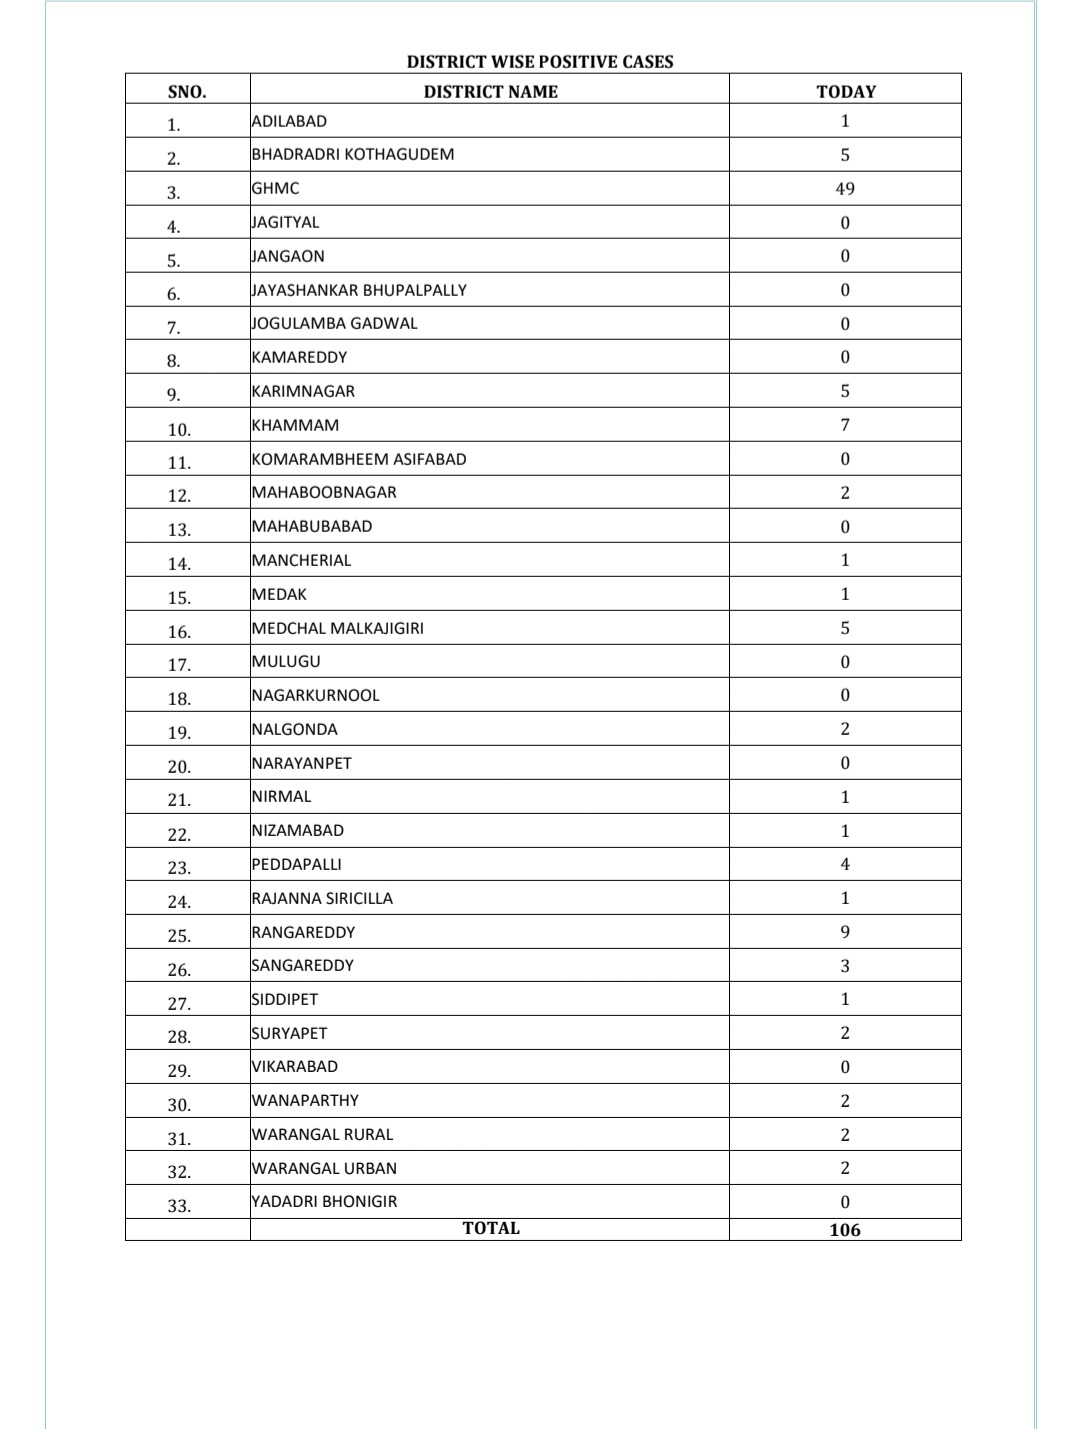 DISTRICT WISE POSITIVE CASES
SNO. DISTRICT NAME TODAY
1. ADILABAD 1
2. BHADRADRI KOTHAGUDEM 5
3. GHMC 49
4. JAGITYAL 0
5. JANGAON 0
6. JAYASHANKAR BHUPALPALLY 0
7. JOGULAMBA GADWAL 0
8. KAMAREDDY 0
9. KARIMNAGAR 5
10. KHAMMAM 7
11. KOMARAMBHEEM ASIFABAD 0
12. MAHABOOBNAGAR 2
13. MAHABUBABAD 0
14. MANCHERIAL 1
15. MEDAK 1
16. MEDCHAL MALKAJIGIRI 5
17. MULUGU 0
18. NAGARKURNOOL 0
19. NALGONDA 2
20. NARAYANPET 0
21. NIRMAL 1
22. NIZAMABAD 1
23. PEDDAPALLI 4
24. RAJANNA SIRICILLA 1
25. RANGAREDDY 9
26. SANGAREDDY 3
27. SIDDIPET 1
28. SURYAPET 2
29. VIKARABAD 0
30. WANAPARTHY 2
31. WARANGAL RURAL 2
32. WARANGAL URBAN 2
33. YADADRI BHONIGIR 0
TOTAL 106